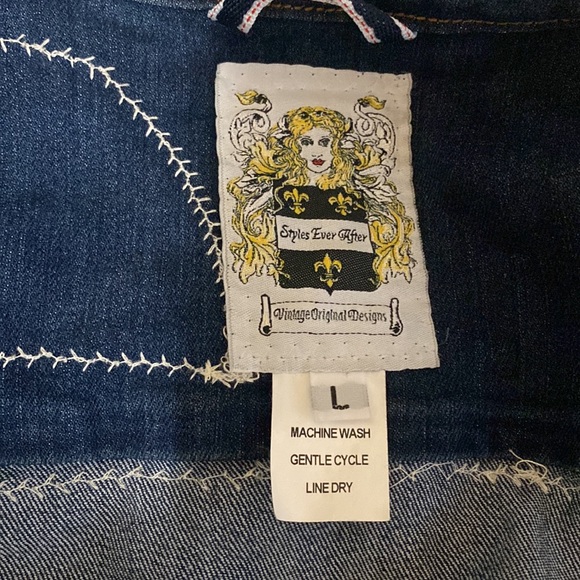 Styles Ever After
Vintage Original Designs
L
MACHINE WASH
GENTLE CYCLE
LINE DRY